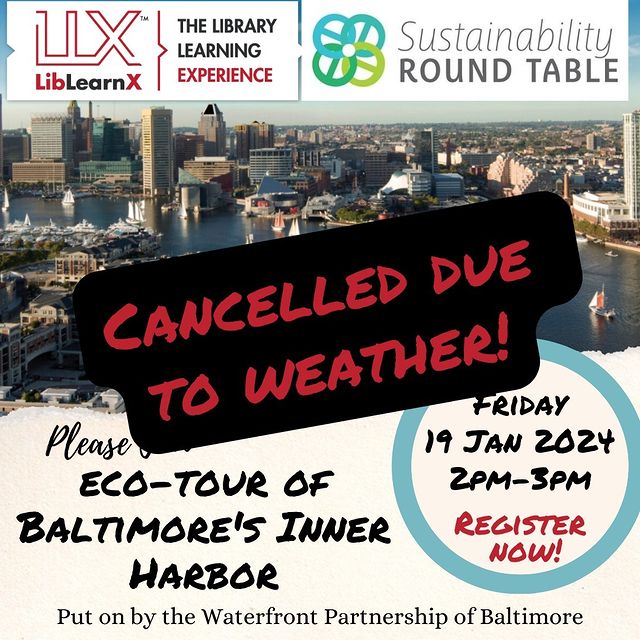 LLX™
LibLearnX
THE LIBRARY
LEARNING
EXPERIENCE
Sustainability
ROUND TABLE
CANCELLED DUE
TO WEATHER!
Please
ECO-TOUR OF
BALTIMORE'S INNER
HARBOR
FRIDAY
19 JAN 2024
2PM-3PM
REGISTER
NOW!
Put on by the Waterfront Partnership of Baltimore